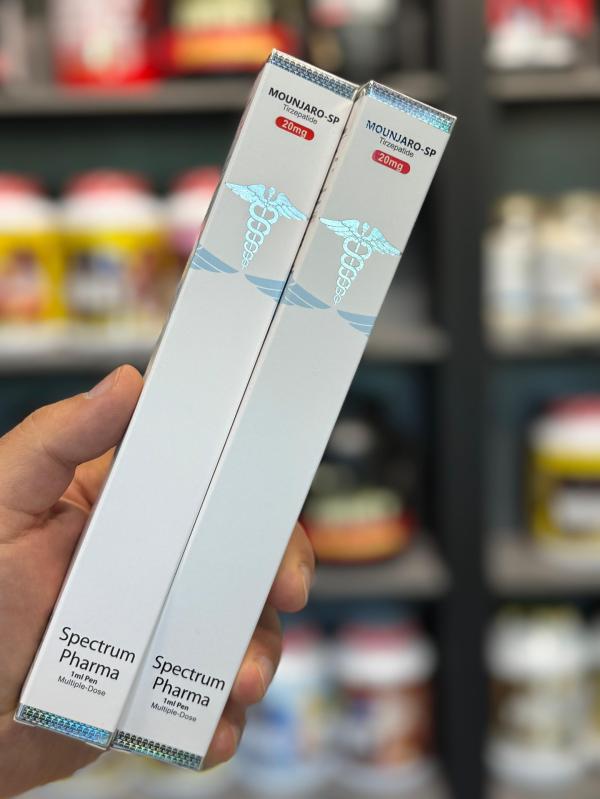 MOUNJARO-SP
Tirzepatide
20mg
Spectrum
Pharma
1ml Pen
Multiple-Dose
MOUNJARO-SP
Tirzepatide
20mg
Spectrum
Pharma
1ml Pen
Multiple-Dose